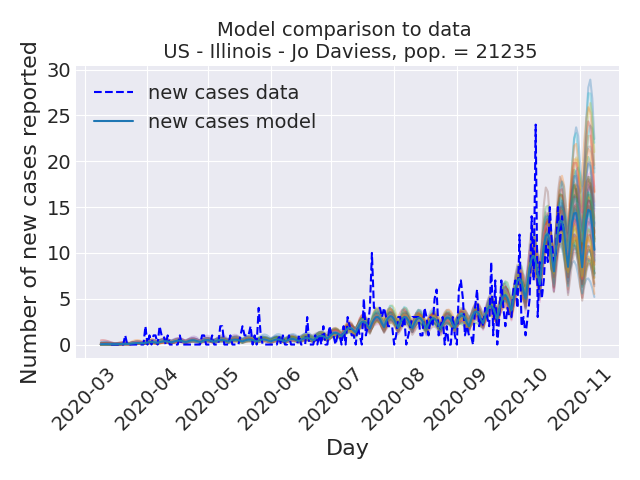 Model comparison to data
US - Illinois - Jo Daviess, pop. = 21235
Number of new cases reported
30
25
20
15
10
5
0
new cases data
new cases model
2020-03
2020-04
2020-05
2020-06
2020-07
2020-08
2020-09
2020-10
2020-11
Day